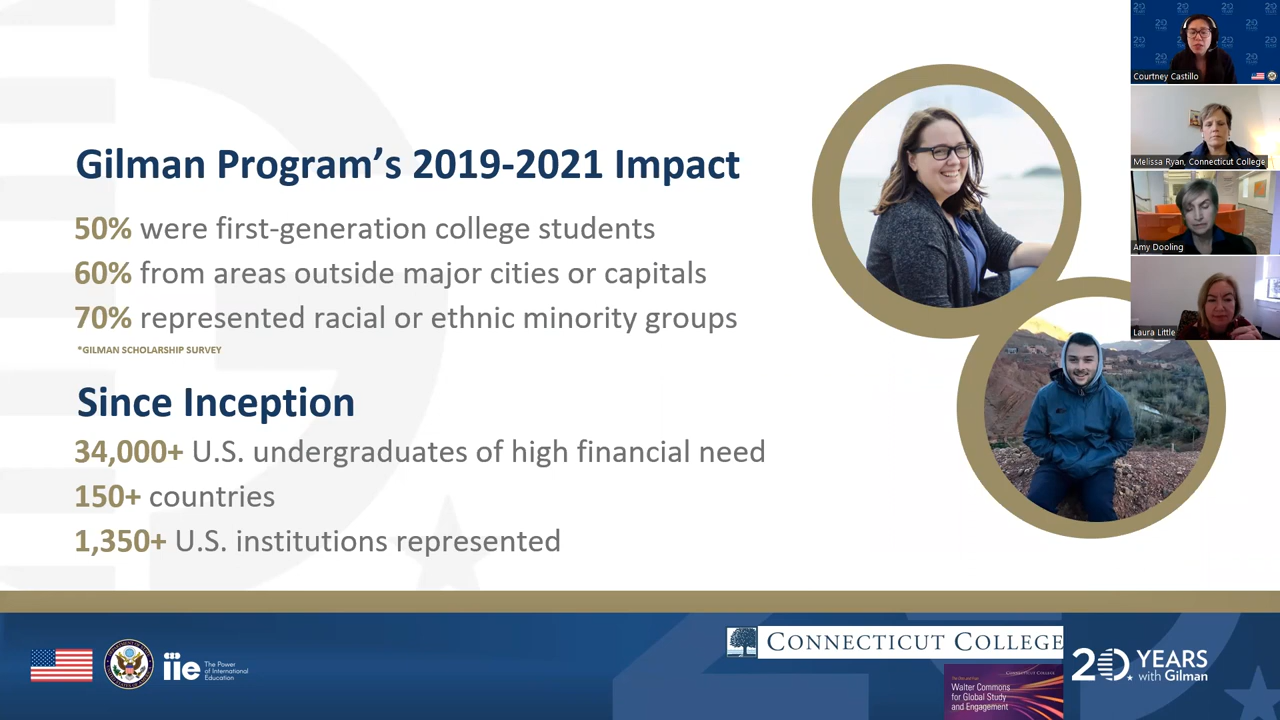 Gilman Program’s 2019-2021 Impact
50% were first-generation college students
60% from areas outside major cities or capitals
70% represented racial or ethnic minority groups
*GILMAN SCHOLARSHIP SURVEY
Since Inception
34,000+ U.S. undergraduates of high financial need
150+ countries
1,350+ U.S. institutions represented
Courtney Castillo
Melissa Ryan, Connecticut College
Amy Dooling
Laura Little
iie
The Power
of International
Education
CONNECTICUT COLLEGE
CONNECTICUT COLLEGE
Walter Commons
for Global Study
and Engagement
20 YEARS
with Gilman